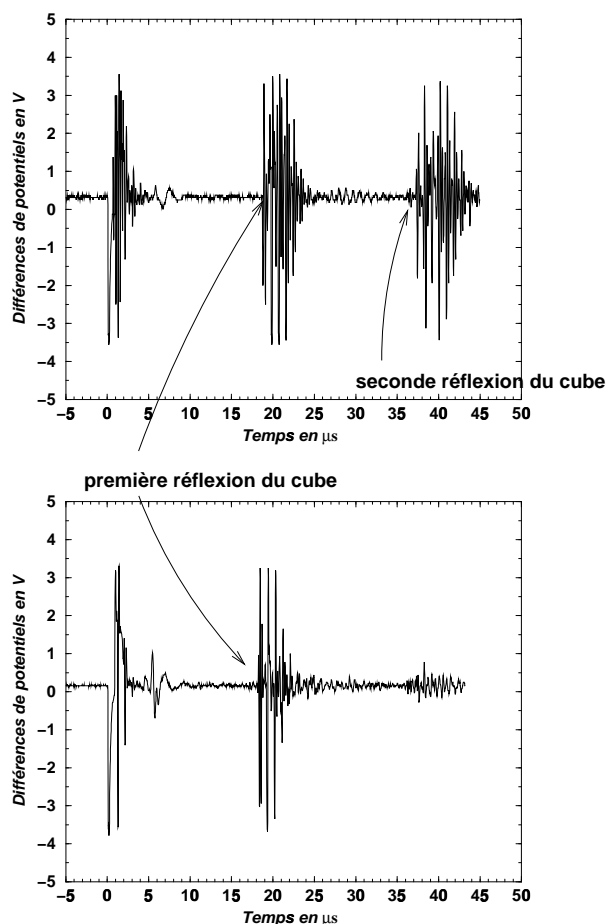 5
4
3
2
1
0
−1
−2
−3
−4
−5
Différences de potentiels en V
seconde réflexion du cube
−5 0 5 10 15 20 25 30 35 40 45 50
Temps en µs
première réflexion du cube
5
4
3
2
1
0
−1
−2
−3
−4
−5
Différences de potentiels en V
−5 0 5 10 15 20 25 30 35 40 45 50
Temps en µs